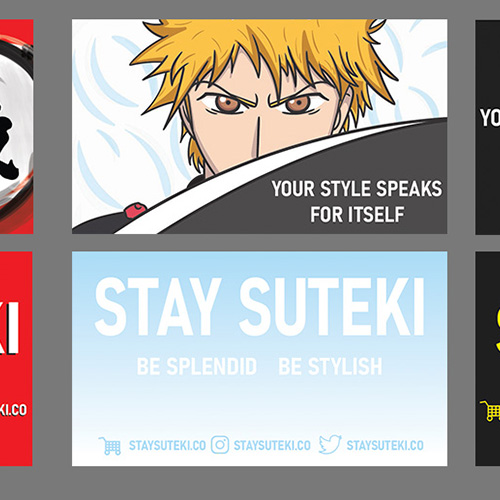 YOUR STYLE SPEAKS
FOR ITSELF
STAY SUTEKI
BE SPLENDID BE STYLISH
STAYSUTEKI.CO STAYSUTEKI.CO STAYSUTEKI.CO